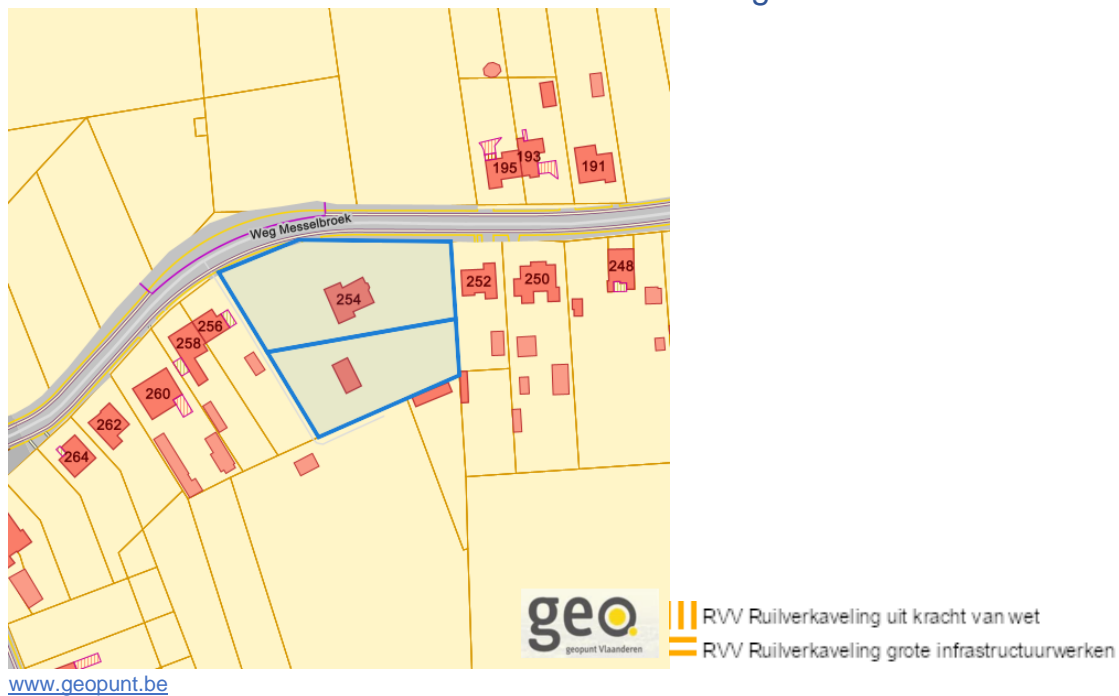 195 193 191
Weg Messelbroek
252 250 248
254
256
258
260
262
264
geo
geopunt Vlaanderen
RVV Ruilverkaveling uit kracht van wet
RVV Ruilverkaveling grote infrastructuurwerken
www.geopunt.be